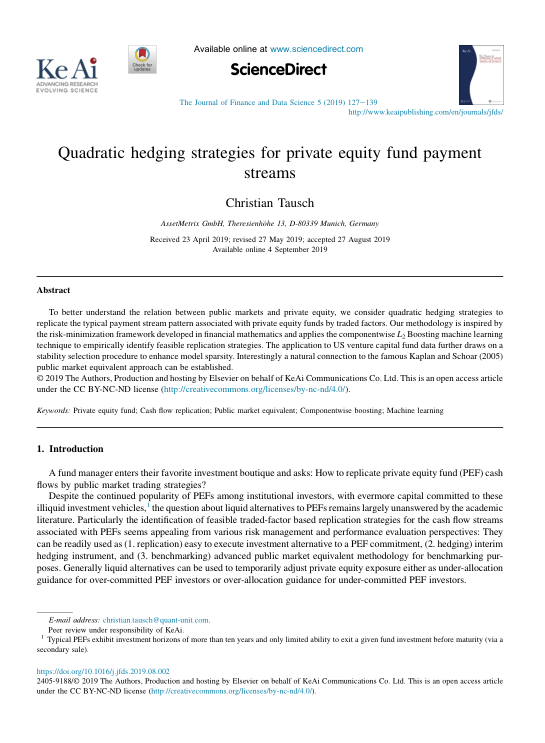 Available online at www.sciencedirect.com
Ke Ai
ADVANCING RESEARCH
EVOLVING SCIENCE
Check for
updates
ScienceDirect
The Journal of Finance and Data Science 5 (2019) 127–139
http://www.keaipublishing.com/en/journals/jfds/
Quadratic hedging strategies for private equity fund payment
streams
Christian Tausch
AssetMetrix GmbH, Theresienhöhe 13, D-80339 Munich, Germany
Received 23 April 2019; revised 27 May 2019; accepted 27 August 2019
Available online 4 September 2019
Abstract
To better understand the relation between public markets and private equity, we consider quadratic hedging strategies to
replicate the typical payment stream pattern associated with private equity funds by traded factors. Our methodology is inspired by
the risk-minimization framework developed in financial mathematics and applies the componentwise L2 Boosting machine learning
technique to empirically identify feasible replication strategies. The application to US venture capital fund data further draws on a
stability selection procedure to enhance model sparsity. Interestingly a natural connection to the famous Kaplan and Schoar (2005)
public market equivalent approach can be established.
© 2019 The Authors, Production and hosting by Elsevier on behalf of KeAi Communications Co. Ltd. This is an open access article
under the CC BY-NC-ND license (http://creativecommons.org/licenses/by-nc-nd/4.0/).
Keywords: Private equity fund; Cash flow replication; Public market equivalent; Componentwise boosting; Machine learning
1. Introduction
A fund manager enters their favorite investment boutique and asks: How to replicate private equity fund (PEF) cash
flows by public market trading strategies?
Despite the continued popularity of PEFs among institutional investors, with evermore capital committed to these
illiquid investment vehicles,1 the question about liquid alternatives to PEFs remains largely unanswered by the academic
literature. Particularly the identification of feasible traded-factor based replication strategies for the cash flow streams
associated with PEFs seems appealing from various risk management and performance evaluation perspectives: They
can be readily used as (1. replication) easy to execute investment alternative to a PEF commitment, (2. hedging) interim
hedging instrument, and (3. benchmarking) advanced public market equivalent methodology for benchmarking pur-
poses. Generally liquid alternatives can be used to temporarily adjust private equity exposure either as under-allocation
guidance for over-committed PEF investors or over-allocation guidance for under-committed PEF investors.
E-mail address: christian.tausch@quant-unit.com.
Peer review under responsibility of KeAi.
1 Typical PEFs exhibit investment horizons of more than ten years and only limited ability to exit a given fund investment before maturity (via a
secondary sale).
https://doi.org/10.1016/j.jfds.2019.08.002
2405-9188/© 2019 The Authors, Production and hosting by Elsevier on behalf of KeAi Communications Co. Ltd. This is an open access article
under the CC BY-NC-ND license (http://creativecommons.org/licenses/by-nc-nd/4.0/).